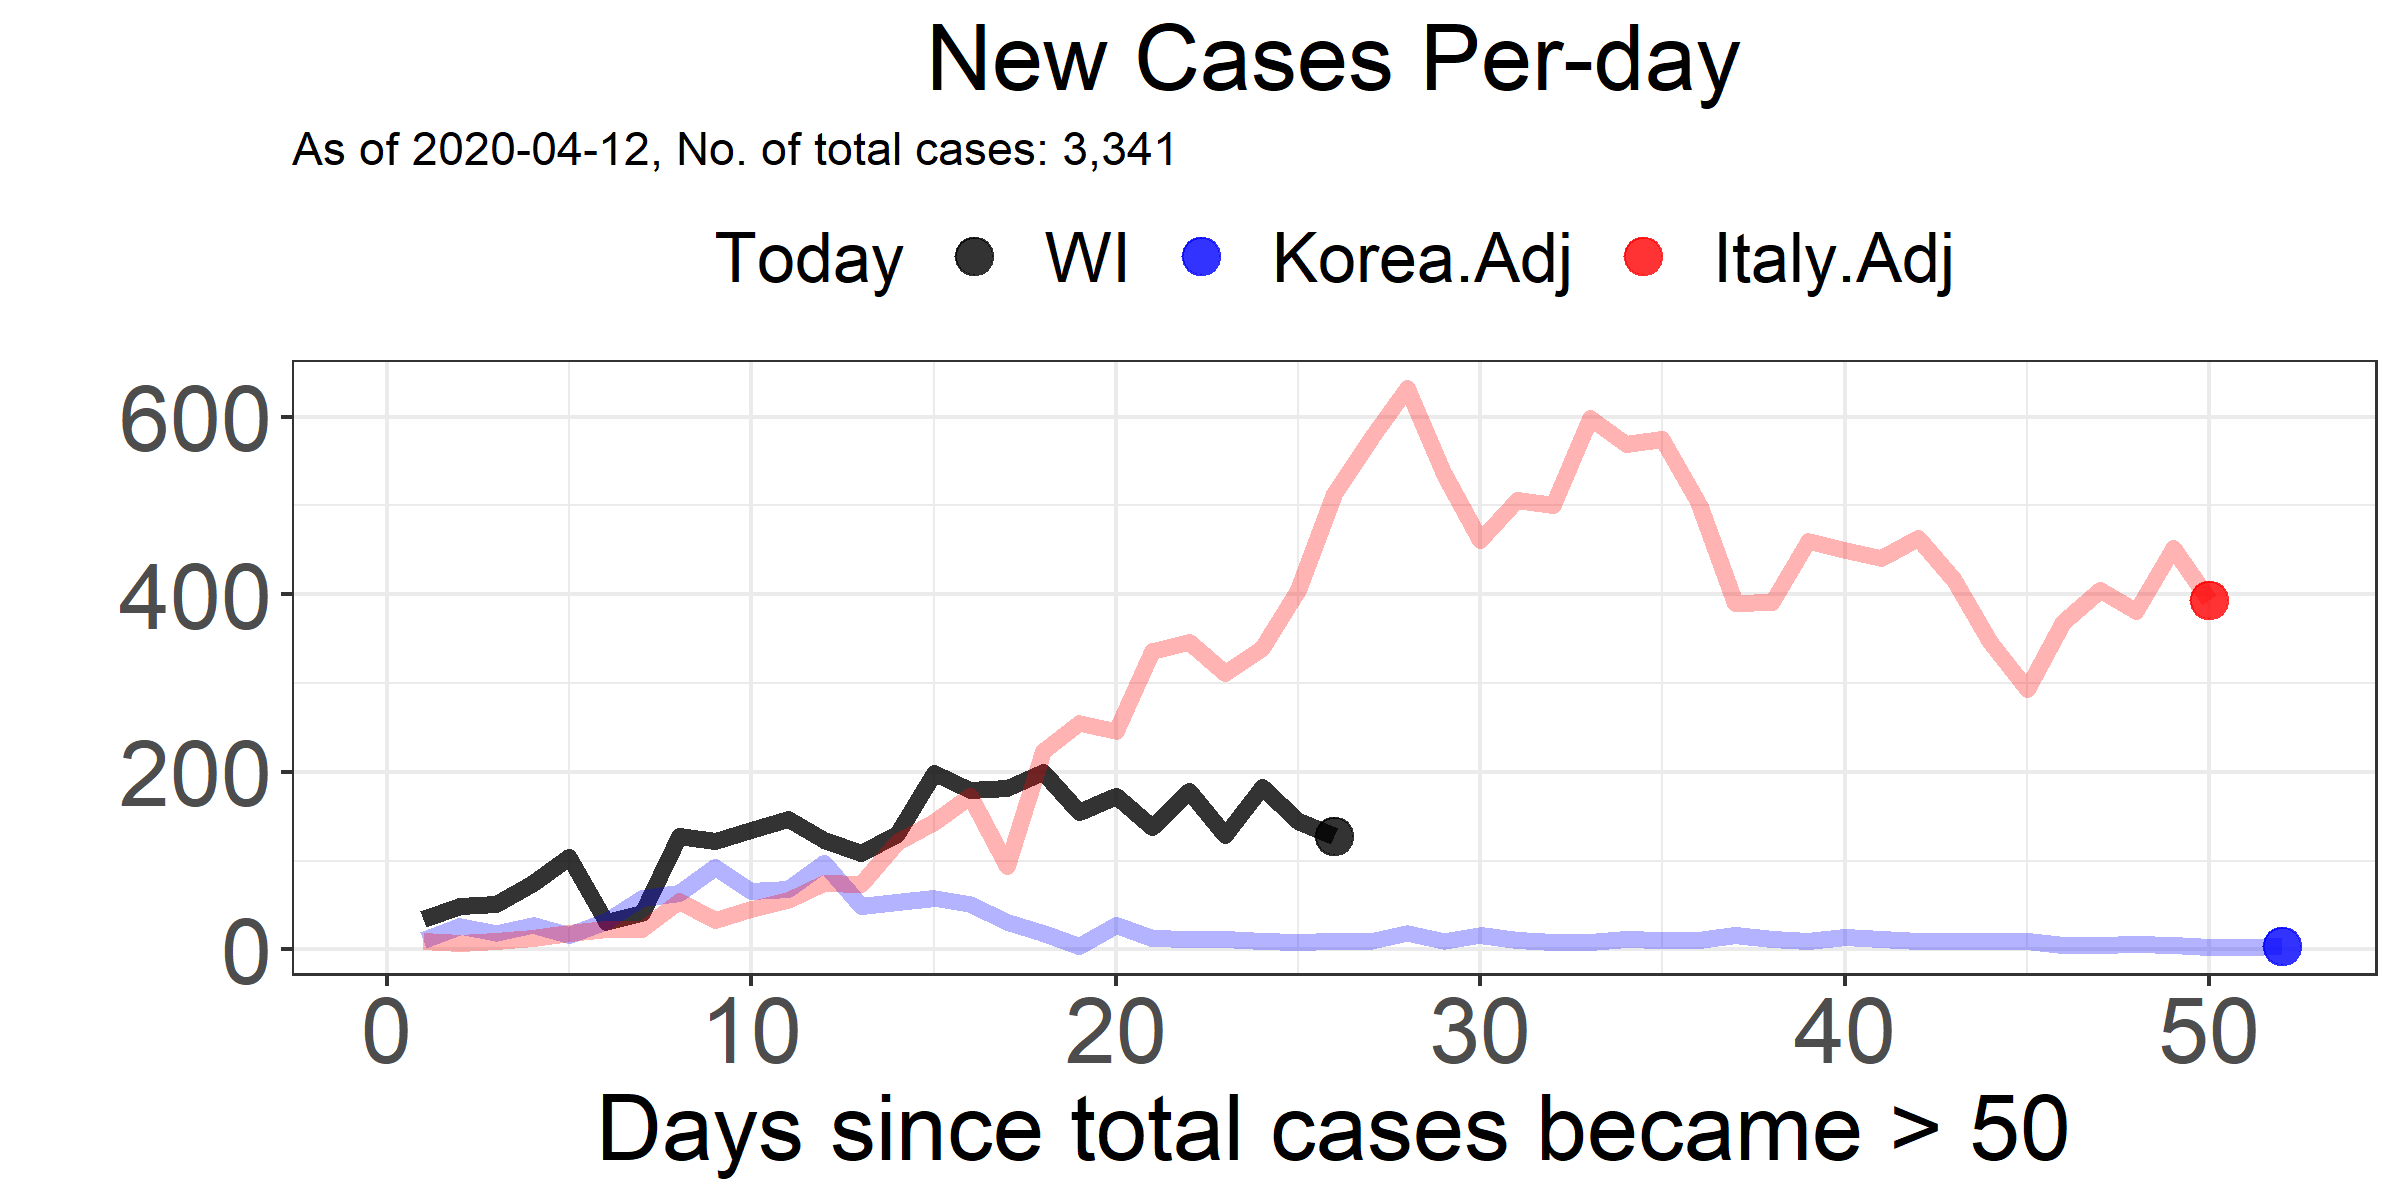 New Cases Per-day
As of 2020-04-12, No. of total cases: 3,341
Today WI Korea.Adj Italy.Adj
600
400
200
0
0 10 20 30 40 50
Days since total cases became > 50